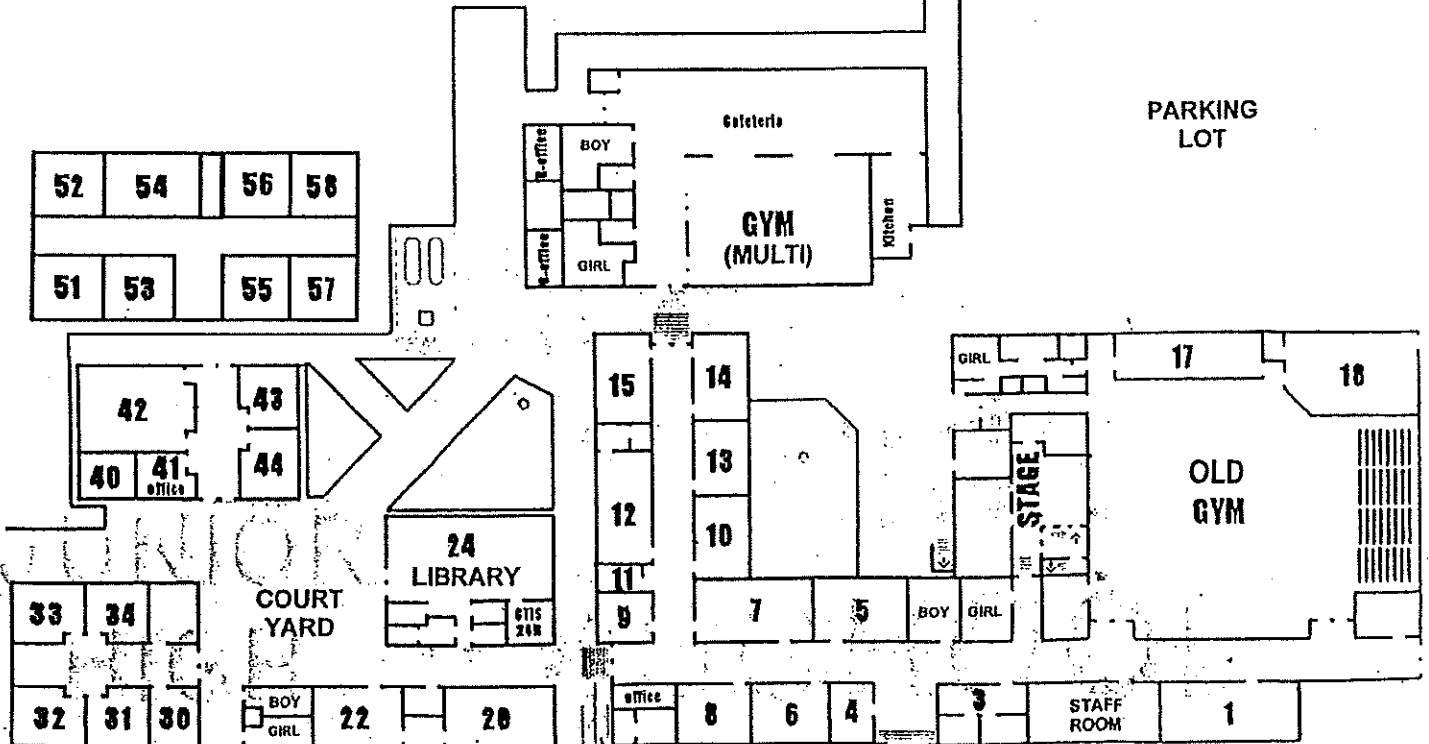 PARKING
LOT
Cafeteria
BOY
52
54
56
58
GYM
(MULTI)
Kitchen
GIRL
51
53
55
57
GIRL
17
18
15
14
42
43
40
41
office
44
13
STAGE
OLD
GYM
12
10
24
LIBRARY
11
33
34
COURT
YARD
9
7
5
BOY
GIRL
office
BOY
GIRL
32
31
30
22
20
8
6
4
3
STAFF
ROOM
1